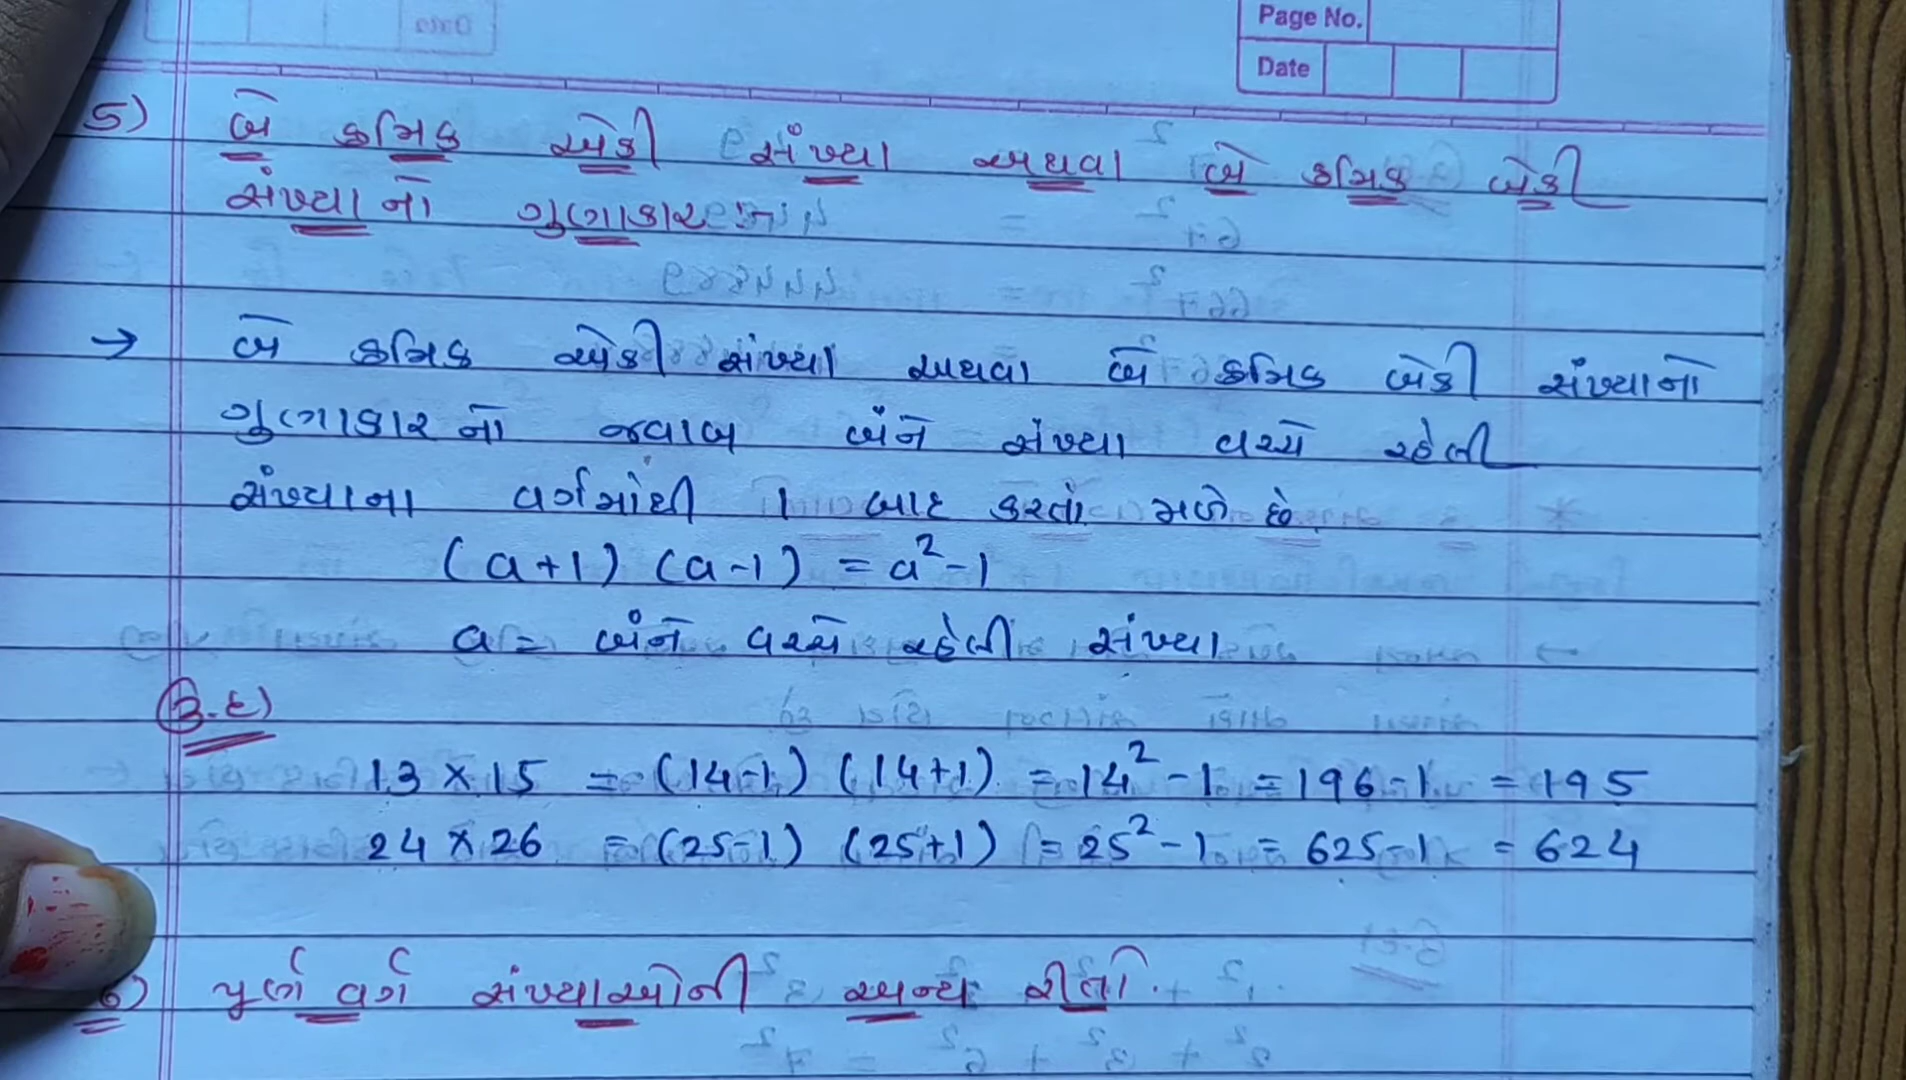 Page No.
Date
5) બે ક્રમિક એકી સંખ્યા અથવા બે ક્રમિક બેકી
સંખ્યાનો ગુણાકાર :-
→ બે ક્રમિક એકી સંખ્યા અથવા બે ક્રમિક બેકી સંખ્યાનો
ગુણાકારનો જવાબ બંને સંખ્યા વચ્ચે રહેલી
સંખ્યાના વર્ગમાંથી 1 બાદ કરતાં મળે છે.
(a+1) (a-1) = a²-1
a = બંને વચ્ચે રહેલી સંખ્યા
ઉ.દા
13 × 15 = (14-1) (14+1) = 14²-1 = 196-1 = 195
24 × 26 = (25-1) (25+1) = 25²-1 = 625-1 = 624
6) પૂર્ણ વર્ગ સંખ્યાઓની અન્ય રીતો.